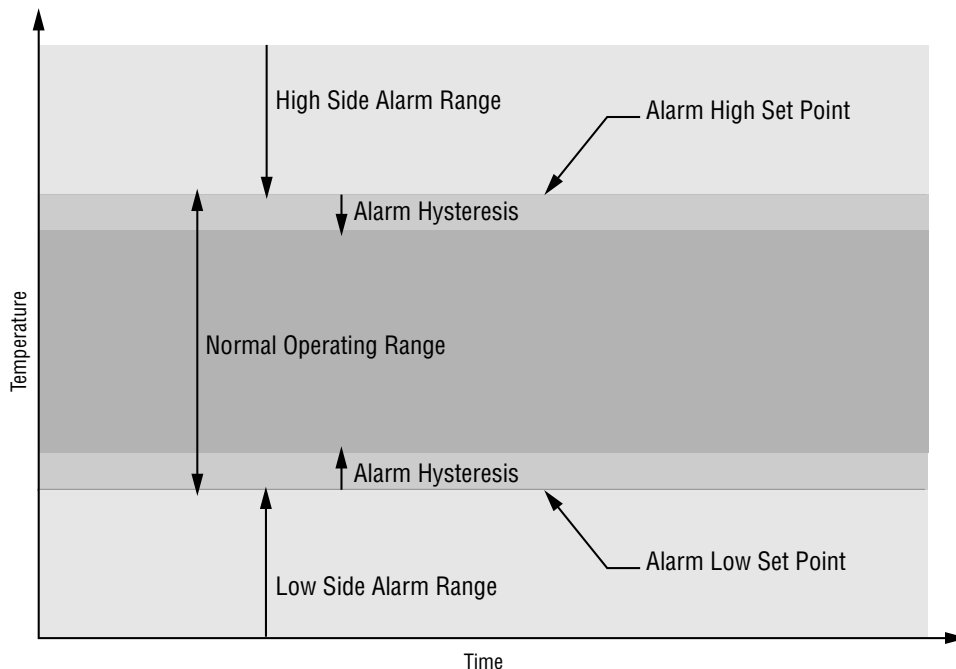 High Side Alarm Range
Alarm High Set Point
Alarm Hysteresis
Normal Operating Range
Temperature
Alarm Hysteresis
Alarm Low Set Point
Low Side Alarm Range
Time